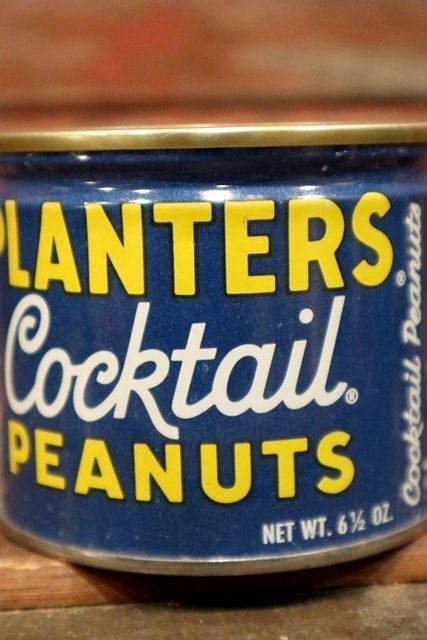 PLANTERS®
Cocktail®
PEANUTS
NET WT. 6½ OZ.
Cocktail Peanuts